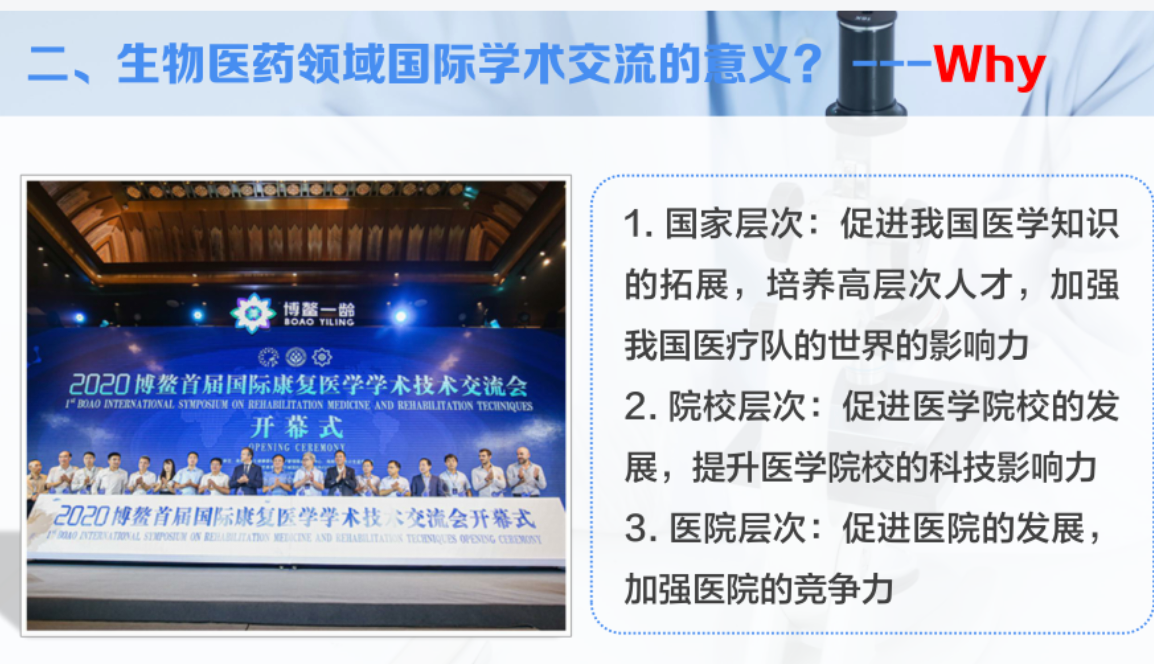 二、生物医药领域国际学术交流的意义？ ---Why
博鳌一龄
BOAO YILING
2020博鳌首届国际康复医学学术技术交流会
1st BOAO INTERNATIONAL SYMPOSIUM ON REHABILITATION MEDICINE AND REHABILITATION TECHNIQUES
开幕式
OPENING CEREMONY
2020博鳌首届国际康复医学学术技术交流会开幕式
1st BOAO INTERNATIONAL SYMPOSIUM ON REHABILITATION MEDICINE AND REHABILITATION TECHNIQUES OPENING CEREMONY
1. 国家层次：促进我国医学知识
的拓展，培养高层次人才，加强
我国医疗队的世界的影响力
2. 院校层次：促进医学院校的发
展，提升医学院校的科技影响力
3. 医院层次：促进医院的发展，
加强医院的竞争力